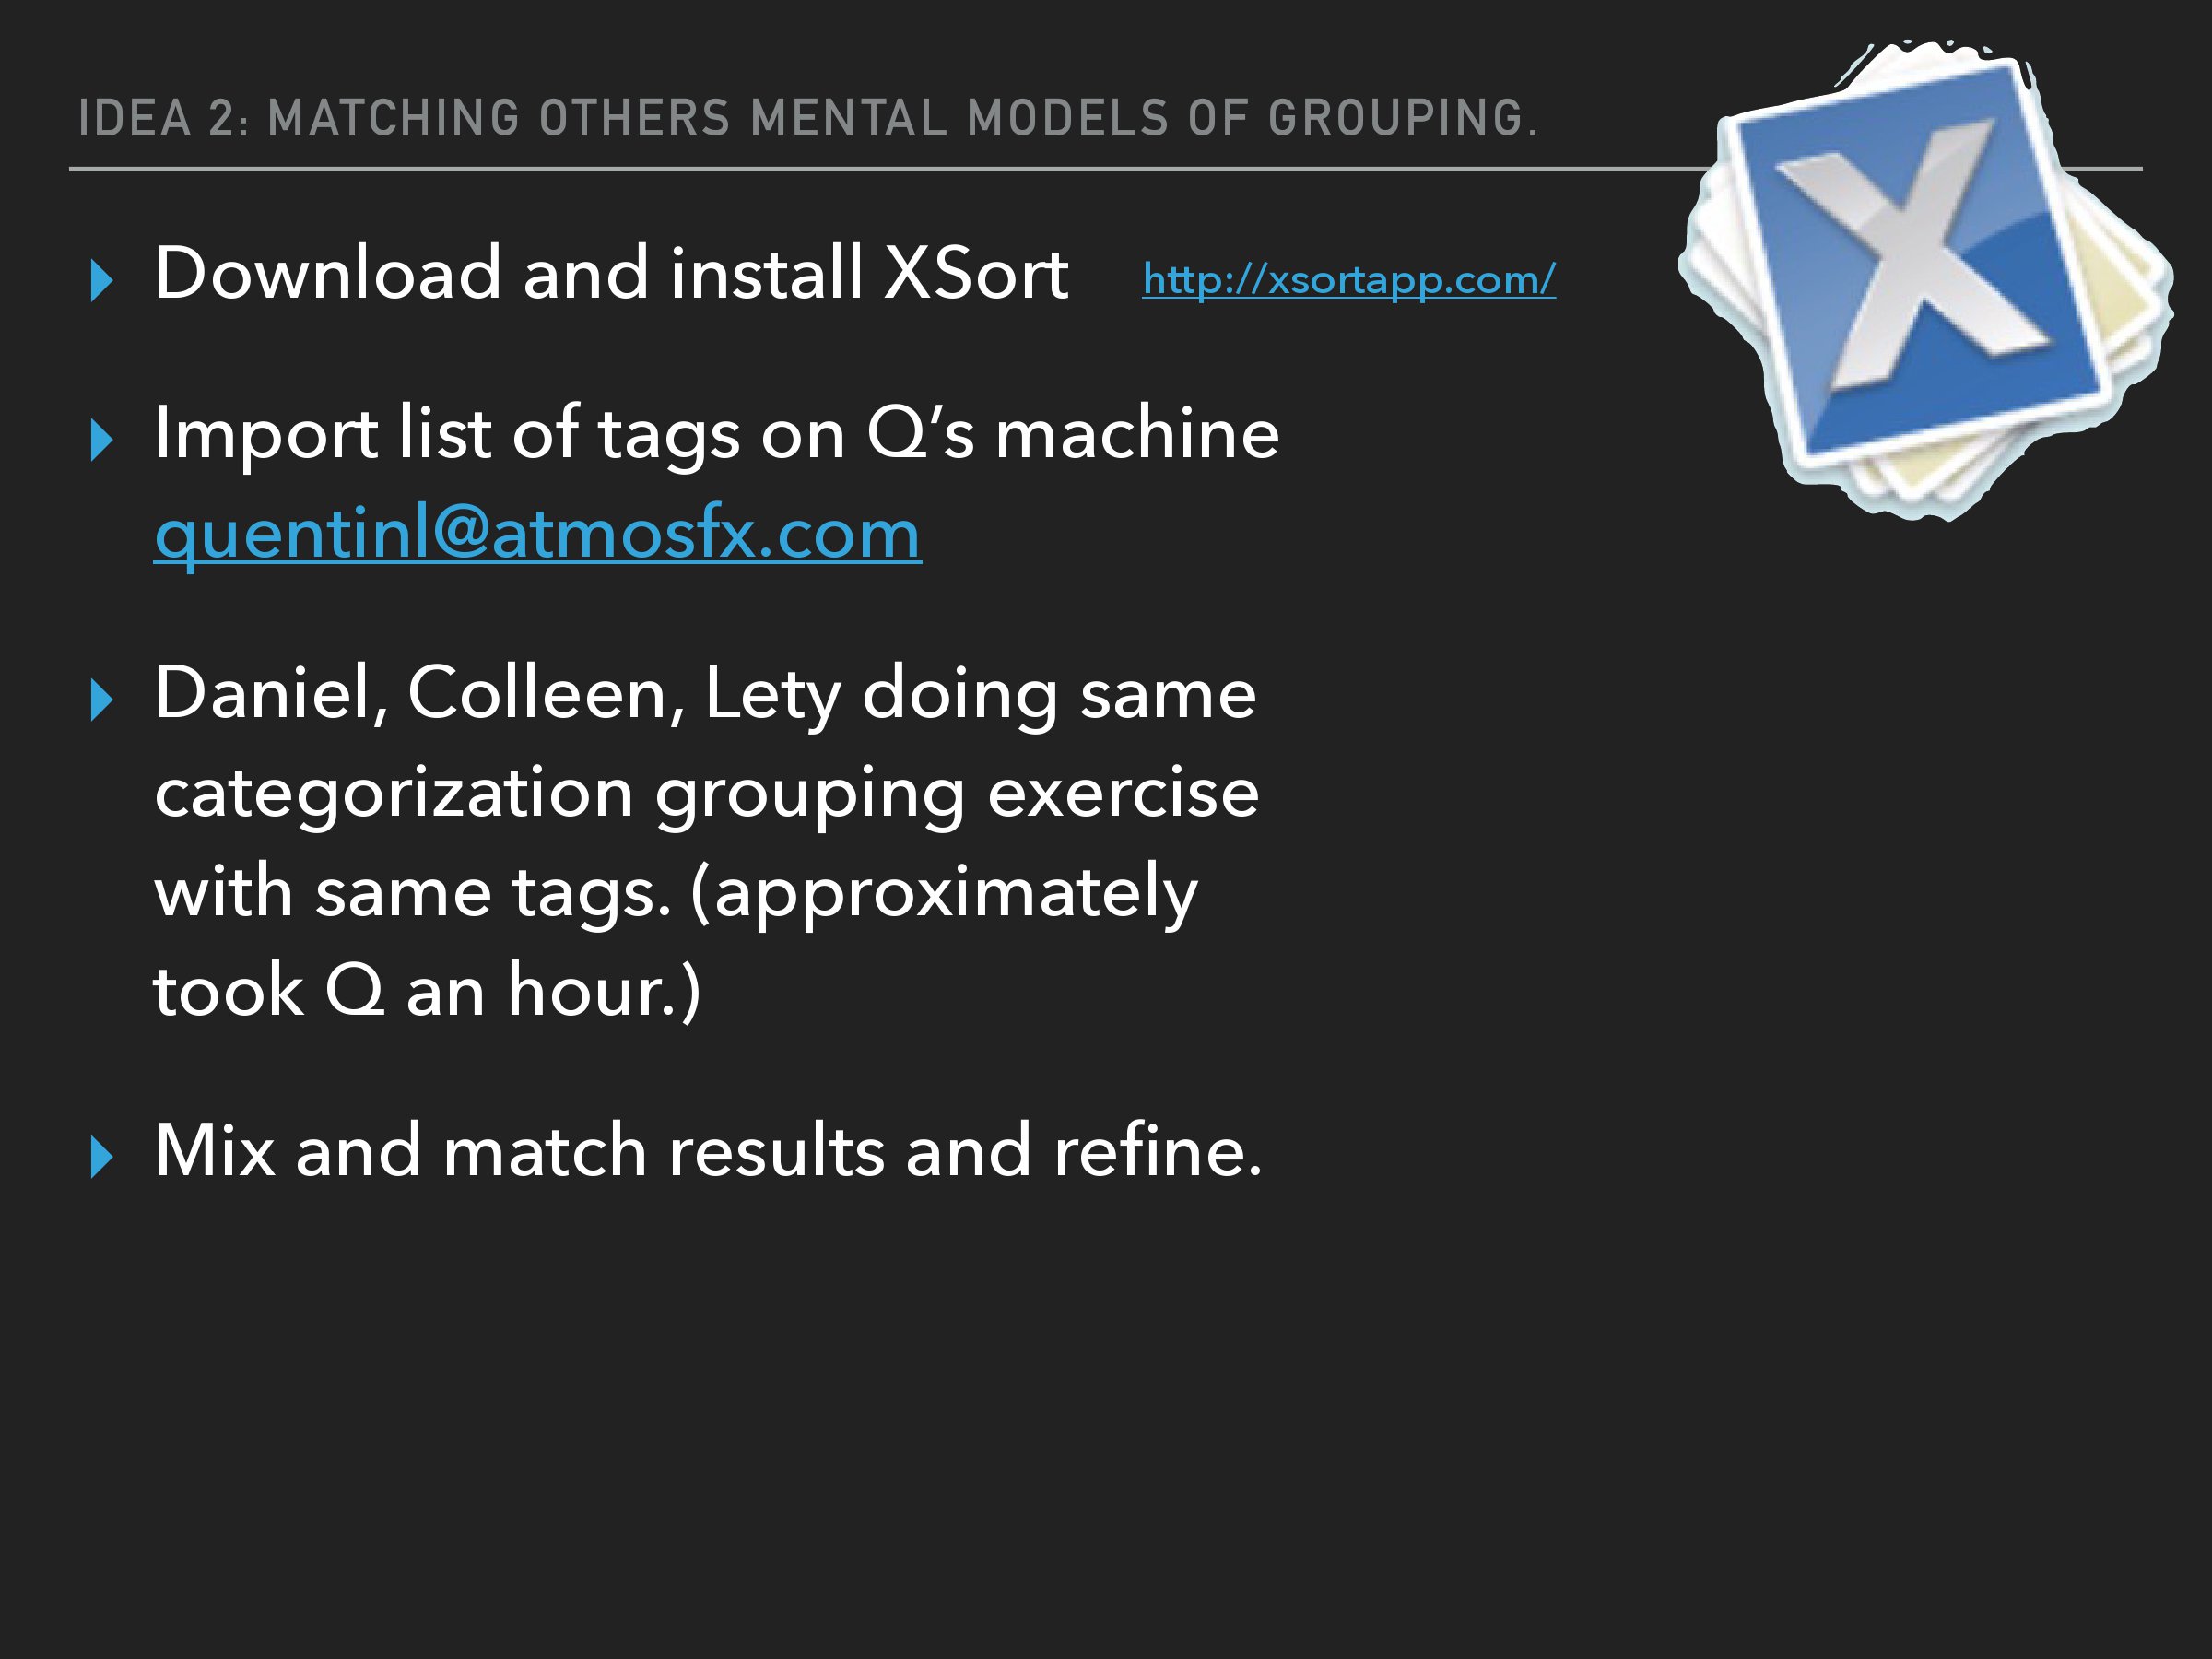 IDEA 2: MATCHING OTHERS MENTAL MODELS OF GROUPING.
Download and install XSort http://xsortapp.com/
Import list of tags on Q’s machine
quentinl@atmosfx.com
Daniel, Colleen, Lety doing same
categorization grouping exercise
with same tags. (approximately
took Q an hour.)
Mix and match results and refine.
X